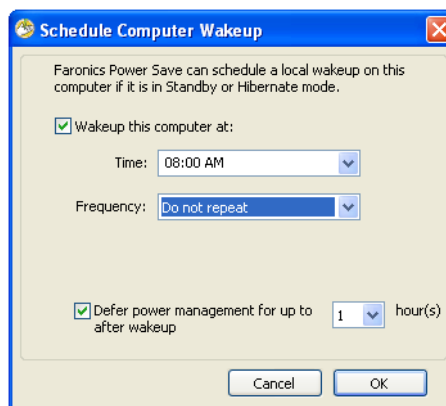 Schedule Computer Wakeup
Faronics Power Save can schedule a local wakeup on this
computer if it is in Standby or Hibernate mode.
Wakeup this computer at:
Time: 08:00 AM
Frequency: Do not repeat
Defer power management for up to 1 hour(s)
after wakeup
Cancel OK